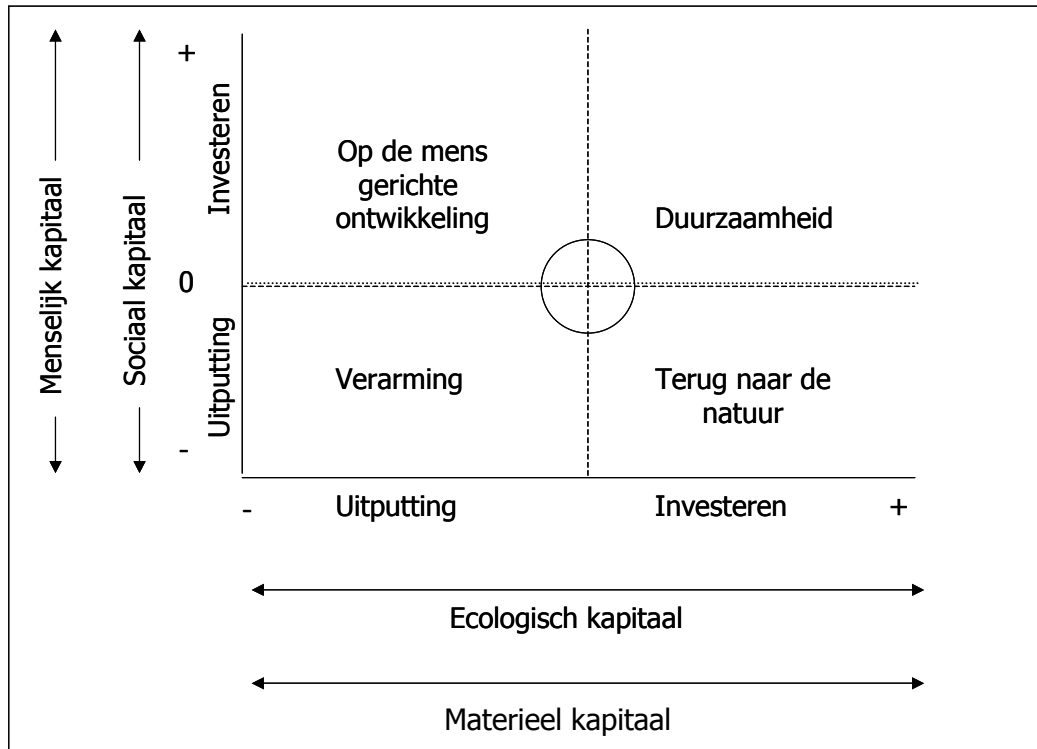 Menselijk kapitaal
Sociaal kapitaal
+
Investeren
0
Uitputting
-
Op de mens
gerichte
ontwikkeling
Duurzaamheid
Verarming
Terug naar de
natuur
-
Uitputting
Investeren
+
Ecologisch kapitaal
Materieel kapitaal